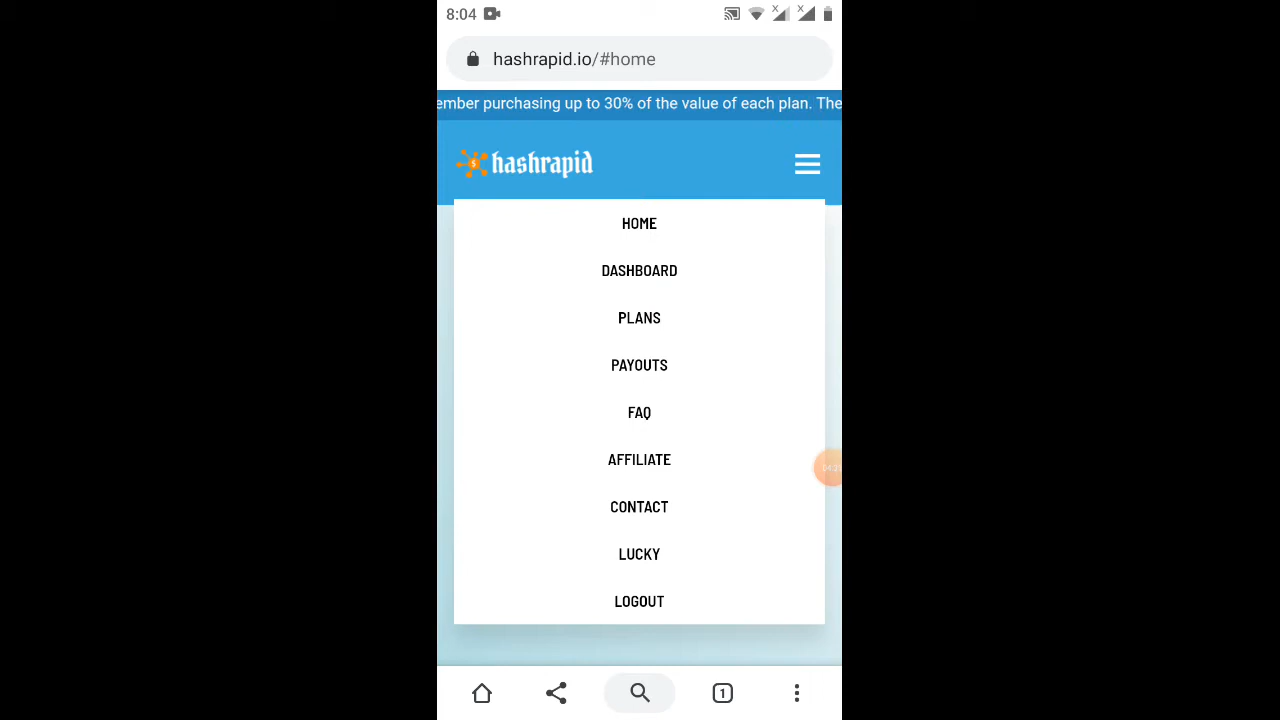 8:04
hashrapid.io/#home
ember purchasing up to 30% of the value of each plan. The
hashrapid
HOME
DASHBOARD
PLANS
PAYOUTS
FAQ
AFFILIATE
CONTACT
LUCKY
LOGOUT
1